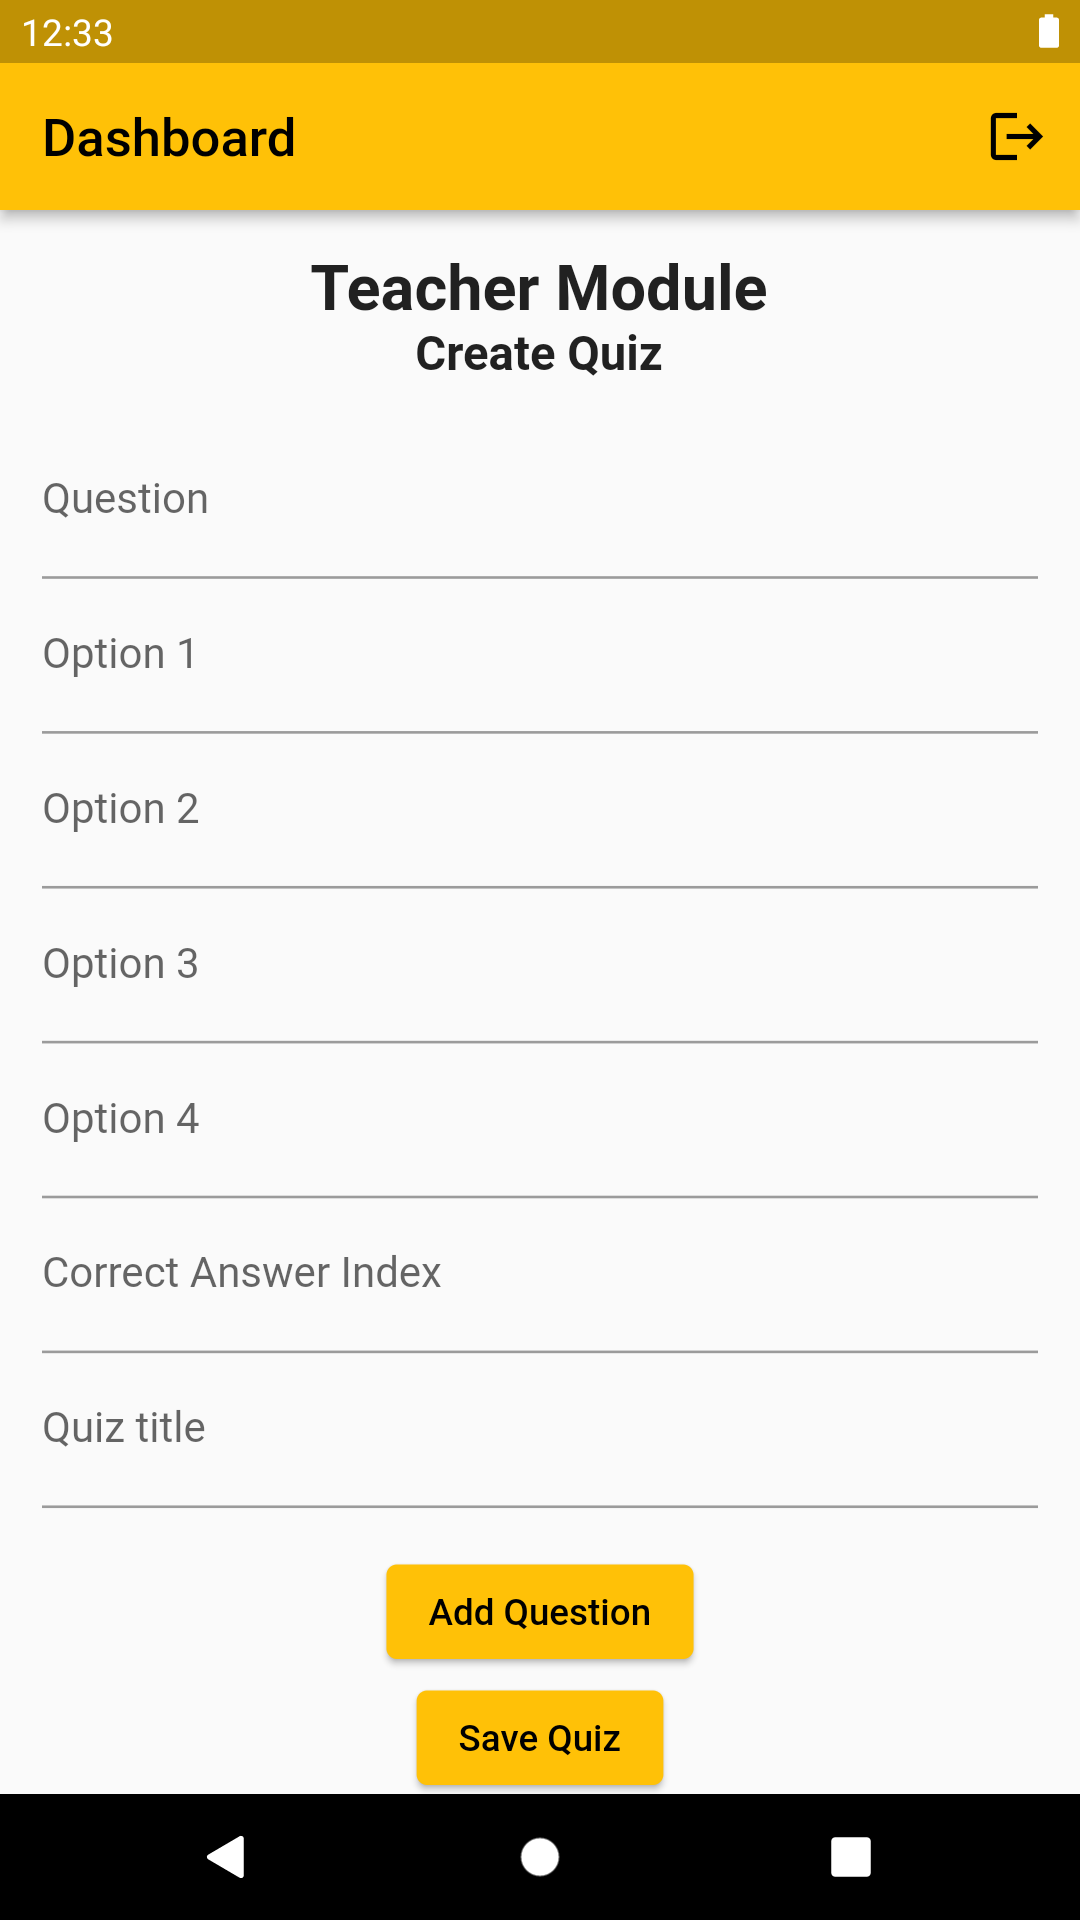 12:33
Dashboard
Teacher Module
Create Quiz
Question
Option 1
Option 2
Option 3
Option 4
Correct Answer Index
Quiz title
Add Question
Save Quiz